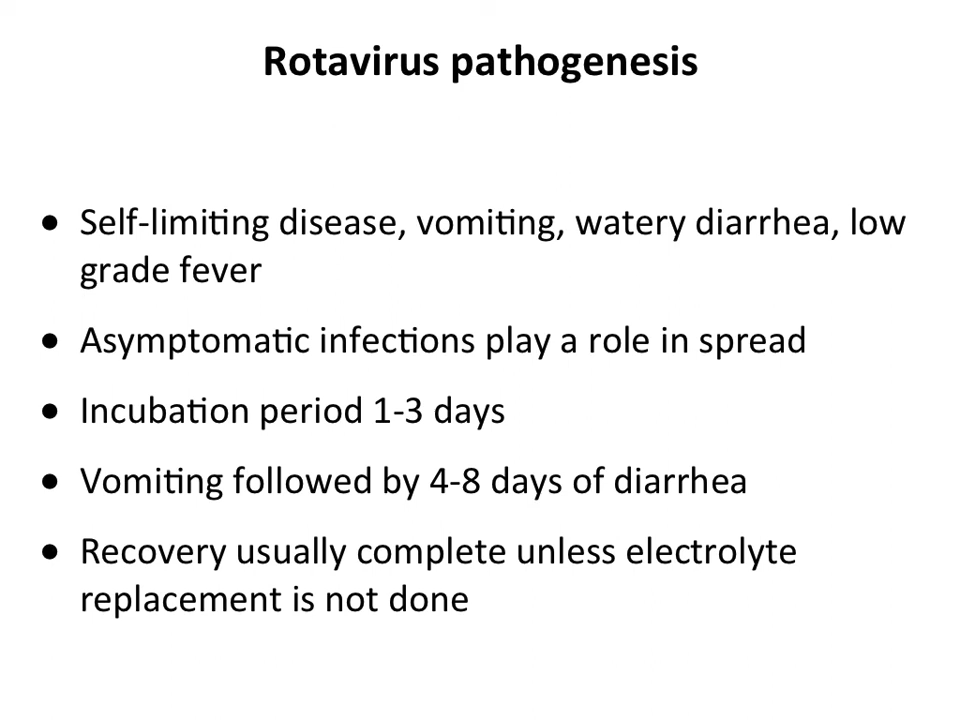 Rotavirus pathogenesis
• Self-limiting disease, vomiting, watery diarrhea, low
grade fever
• Asymptomatic infections play a role in spread
• Incubation period 1-3 days
• Vomiting followed by 4-8 days of diarrhea
• Recovery usually complete unless electrolyte
replacement is not done